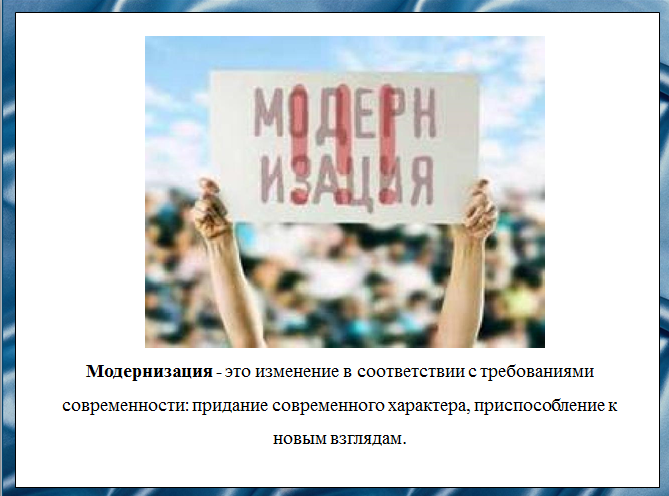 МОДЕРН
ИЗАЦИЯ
!!!
Модернизация - это изменение в соответствии с требованиями
современности: придание современного характера, приспособление к
новым взглядам.